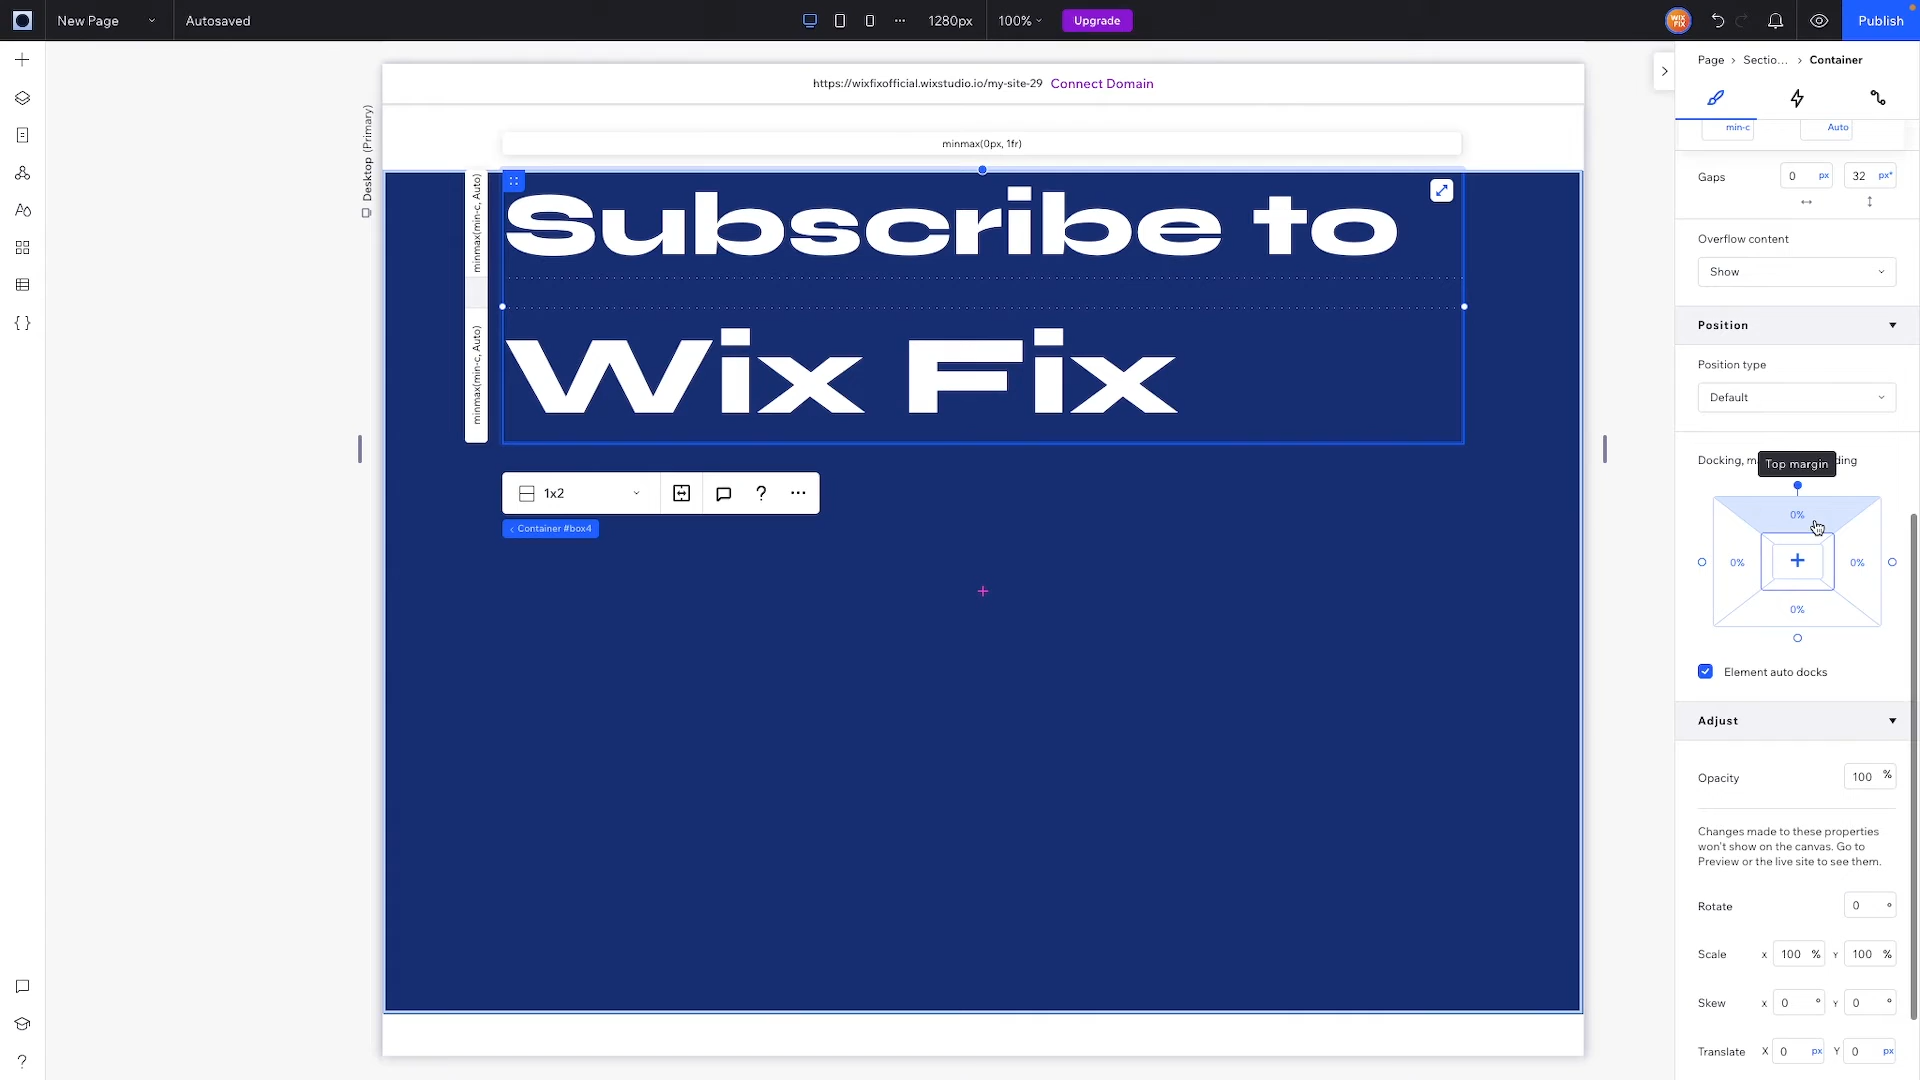 New Page
Autosaved
1280px
100%
Upgrade
WIX
FIX
Publish
https://wixfixofficial.wixstudio.io/my-site-29 Connect Domain
Desktop (Primary)
minmax(0px, 1fr)
minmax(min-c, Auto)
minmax(min-c, Auto)
Subscribe to
Wix Fix
1x2
?
< Container #box4
?
Page > Sectio... > Container
min-c
Auto
Gaps
0 px
32 px*
Overflow content
Show
Position
Position type
Default
Docking, m
ding
Top margin
0%
0%
0%
0%
Element auto docks
Adjust
Opacity
100 %
Changes made to these properties
won't show on the canvas. Go to
Preview or the live site to see them.
Rotate
0 °
Scale X 100 % Y 100 %
Skew X 0 ° Y 0 °
Translate X 0 px Y 0 px